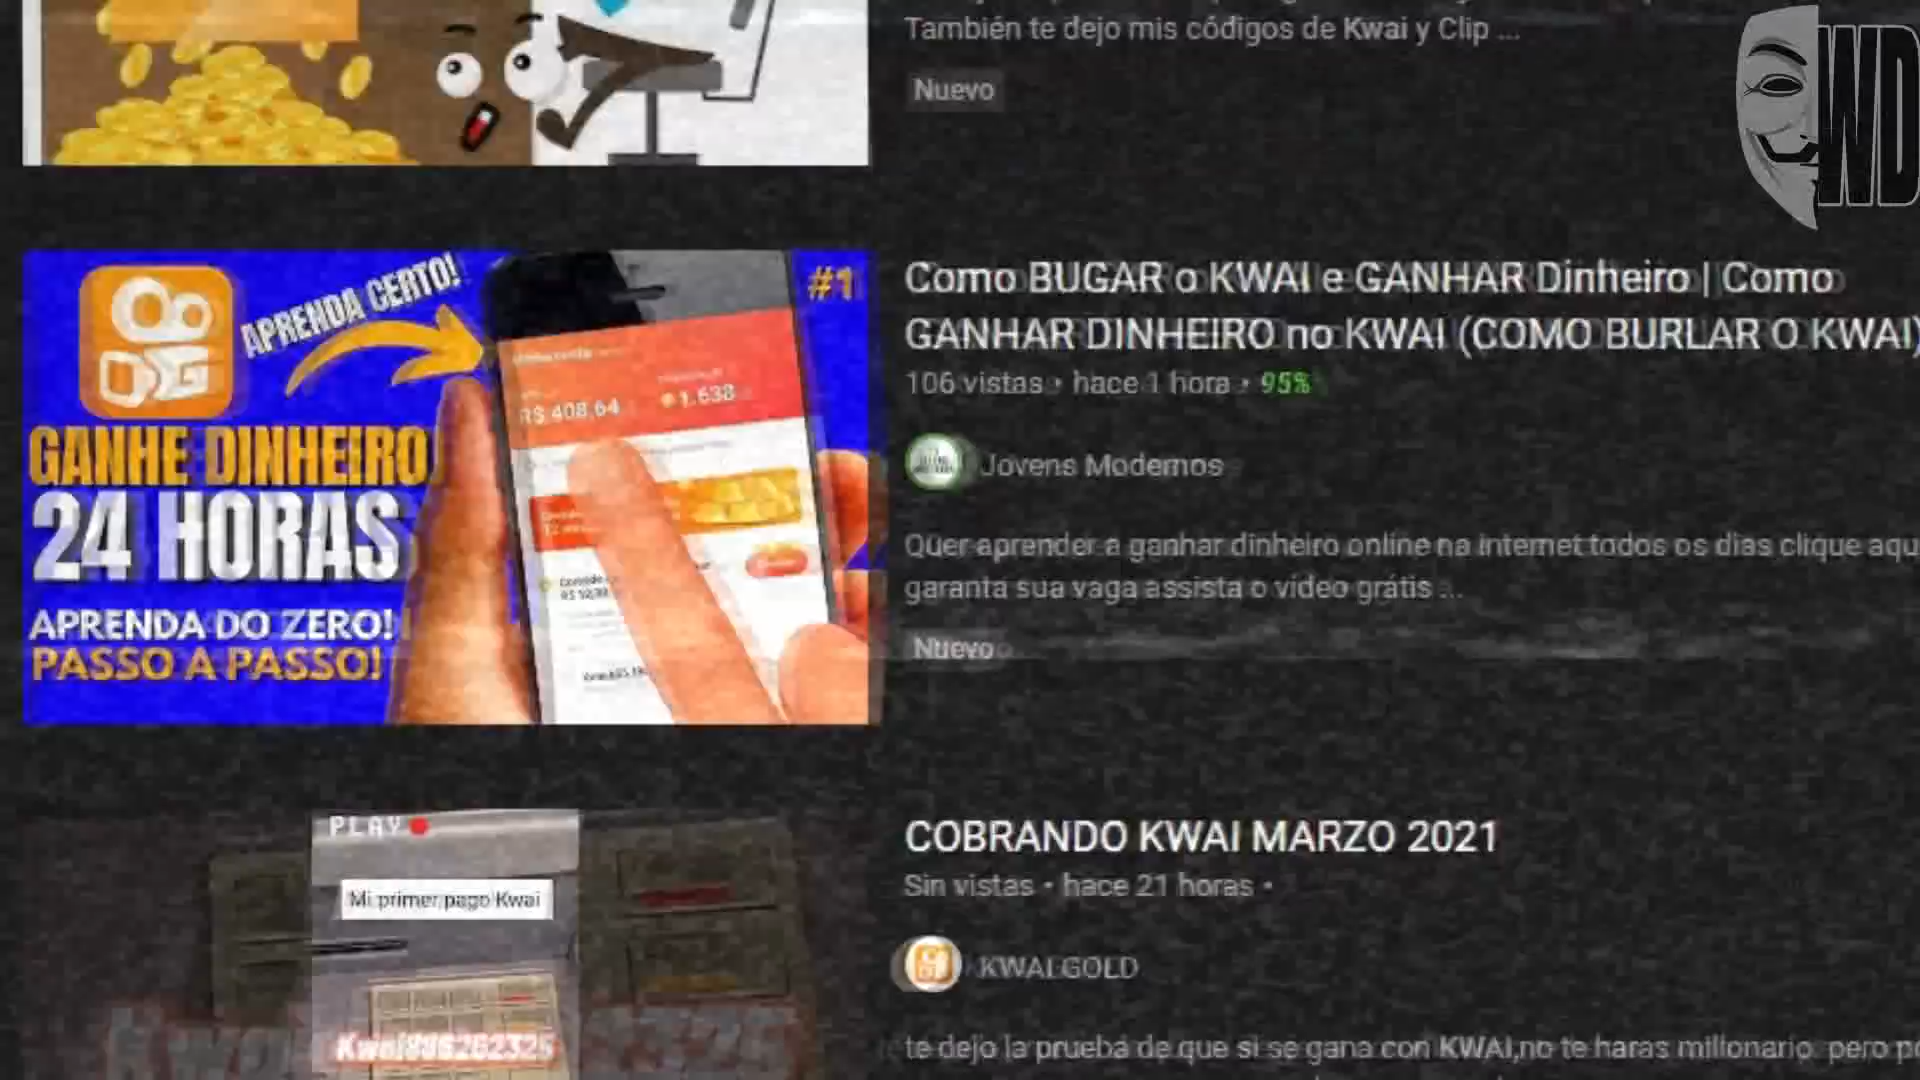 También te dejo mis códigos de Kwai y Clip ...
Nuevo
WD
APRENDA CERTO!
#1
R$ 408,64
1.638
GANHE DINHEIRO
24 HORAS
APRENDA DO ZERO!
PASSO A PASSO!
Como BUGAR o KWAI e GANHAR Dinheiro | Como
GANHAR DINHEIRO no KWAI (COMO BURLAR O KWAI)
106 vistas • hace 1 hora • 95%
Jovens Modernos
Quer aprender a ganhar dinheiro online na internet todos os dias clique aqu
garanta sua vaga assista o vídeo grátis ...
Nuevo
PLAY
Mi primer pago Kwai
Kwai886262325
COBRANDO KWAI MARZO 2021
Sin vistas • hace 21 horas •
KWAI GOLD
te dejo la prueba de que si se gana con KWAI,no te haras millonario pero